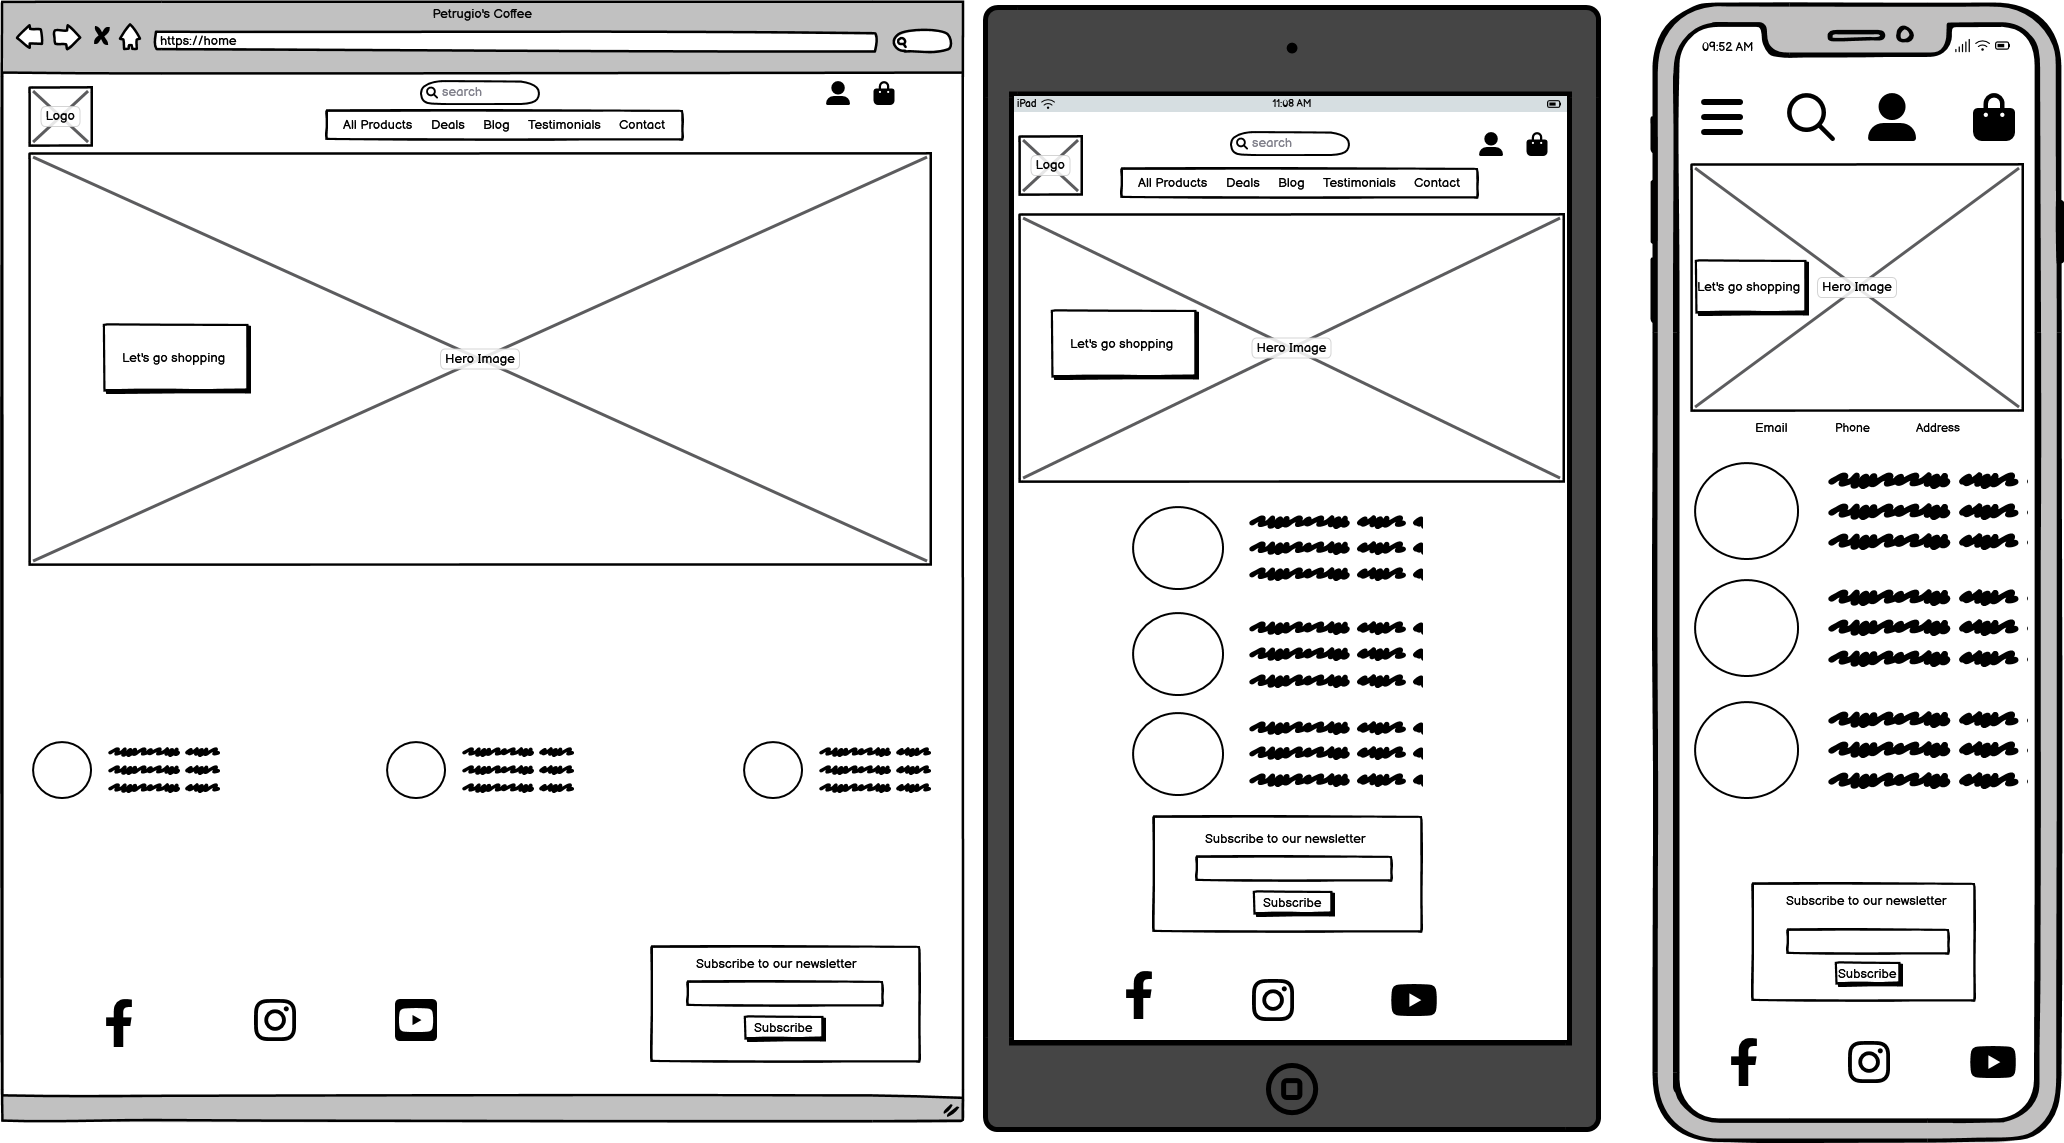 Petrugio's Coffee
https://home
search
Logo
All Products Deals Blog Testimonials Contact
Let's go shopping
Hero Image
Subscribe to our newsletter
Subscribe
iPad 11:08 AM
search
Logo
All Products Deals Blog Testimonials Contact
Let's go shopping
Hero Image
Subscribe to our newsletter
Subscribe
09:52 AM
Let's go shopping
Hero Image
Email Phone Address
Subscribe to our newsletter
Subscribe